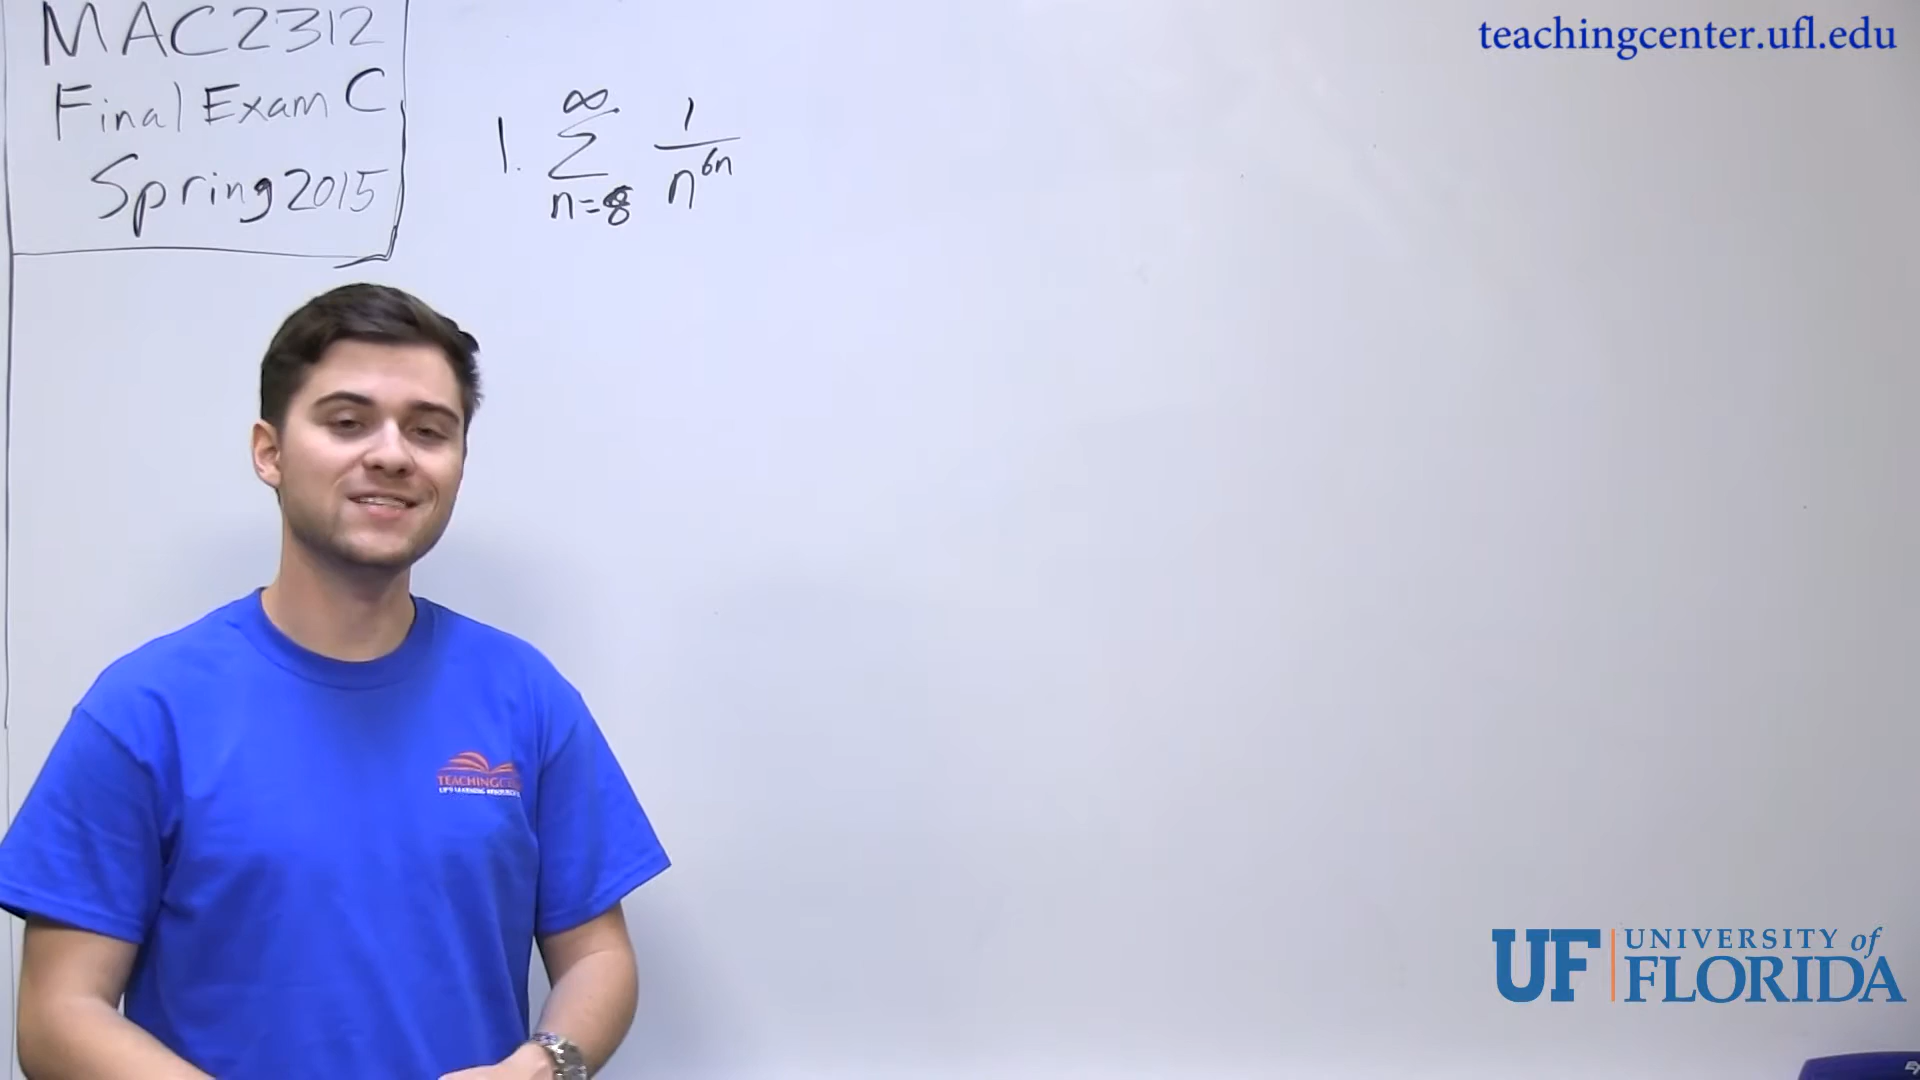 MAC2312
Final Exam C
Spring 2015
1. ∞ Σ n=8 1/n^6n
teachingcenter.ufl.edu
UF UNIVERSITY of FLORIDA